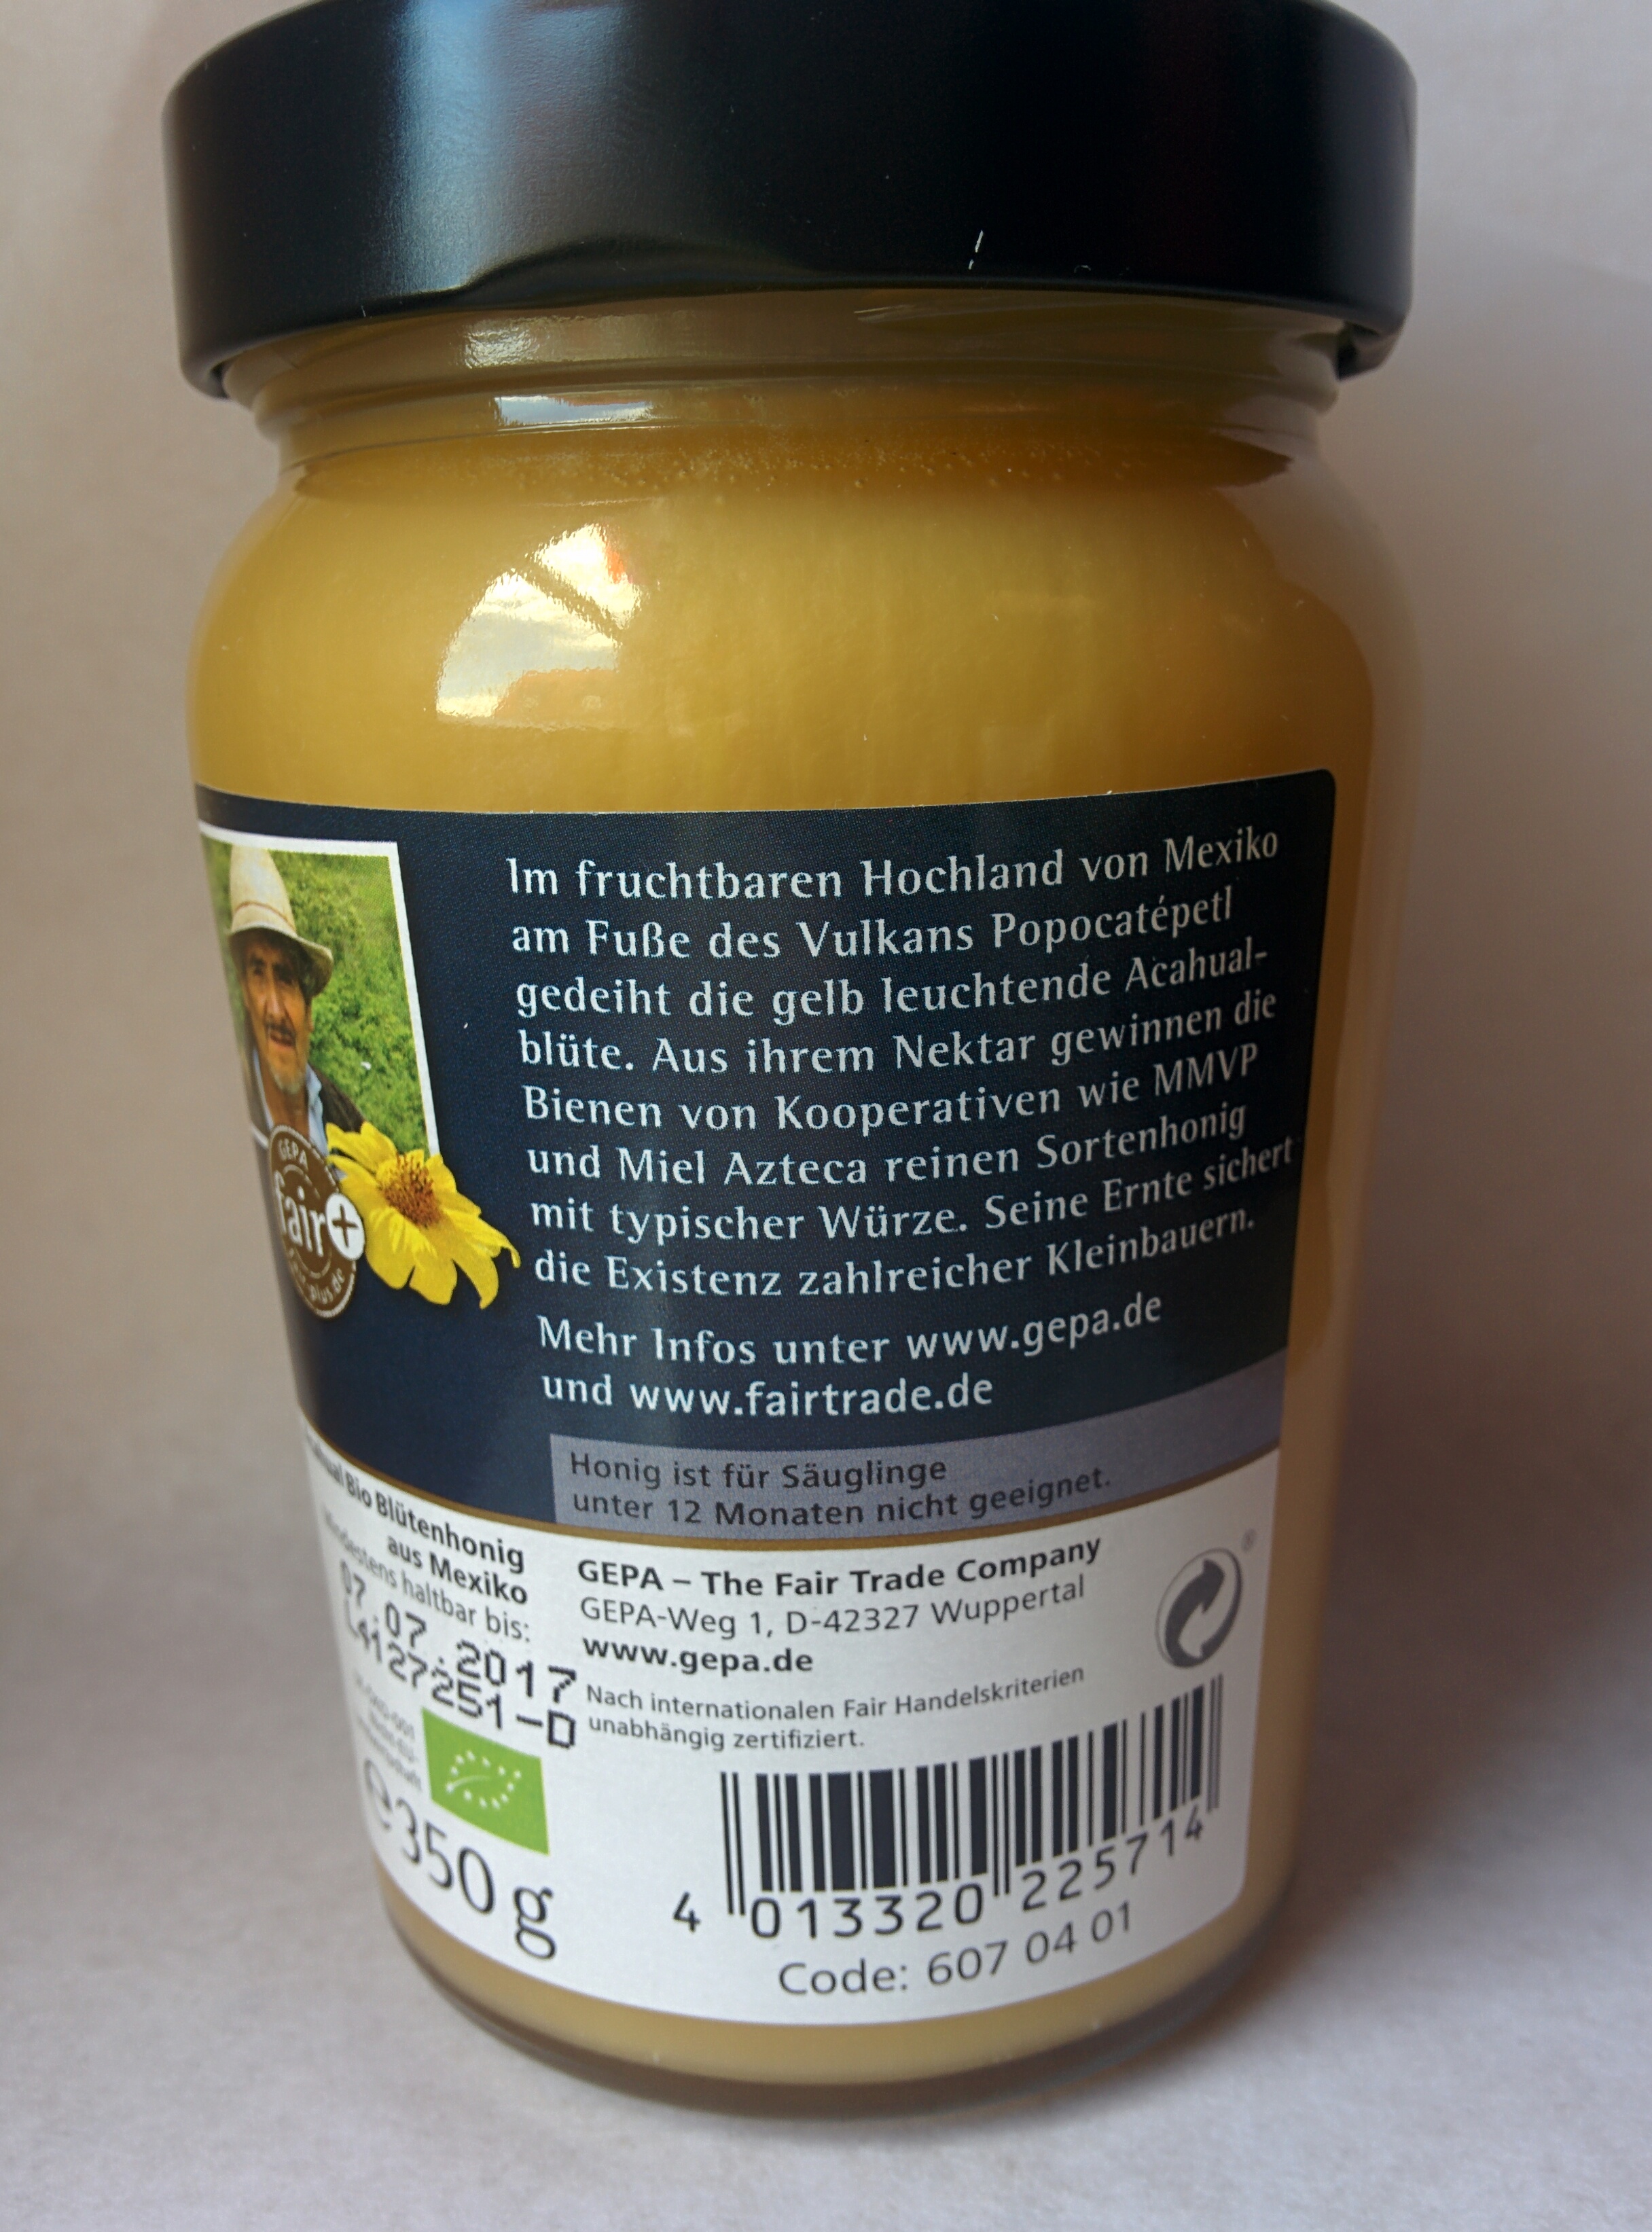 Im fruchtbaren Hochland von Mexiko
am Fuße des Vulkans Popocatépetl
gedeiht die gelb leuchtende Acahual-
blüte. Aus ihrem Nektar gewinnen die
Bienen von Kooperativen wie MMVP
und Miel Azteca reinen Sortenhonig
mit typischer Würze. Seine Ernte sichert
die Existenz zahlreicher Kleinbauern.
Mehr Infos unter www.gepa.de
und www.fairtrade.de
GEPA
fair+
Honig ist für Säuglinge
unter 12 Monaten nicht geeignet.
Bio Blütenhonig
aus Mexiko
Mindestens haltbar bis:
07.07.2017
L4127251-D
℮350 g
GEPA – The Fair Trade Company
GEPA-Weg 1, D-42327 Wuppertal
www.gepa.de
Nach internationalen Fair Handelskriterien
unabhängig zertifiziert.
4 013320 225714
Code: 607 04 01